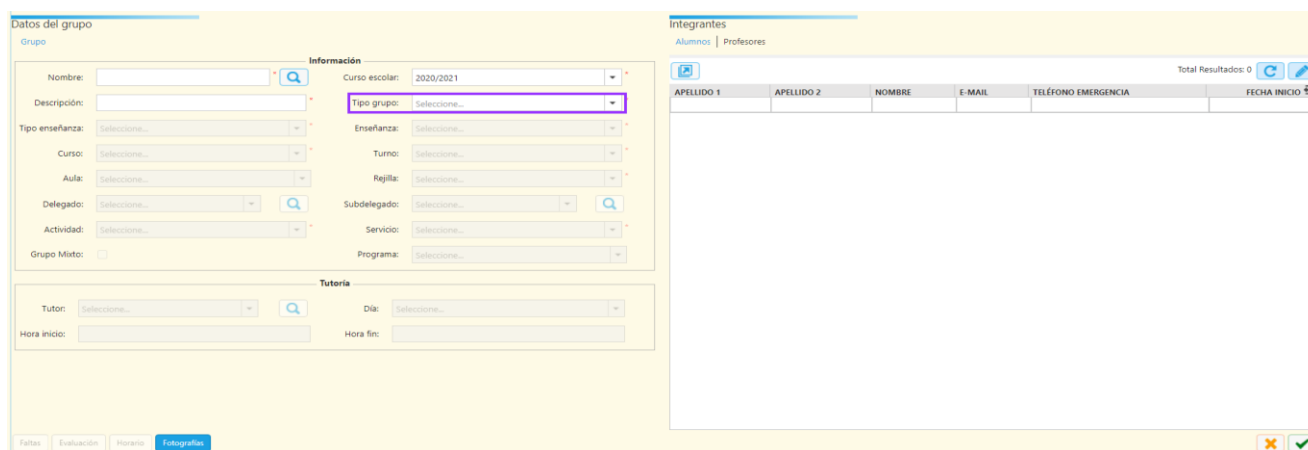 Datos del grupo
Grupo
Información
Nombre: * Curso escolar: 2020/2021 *
Descripción: * Tipo grupo: Seleccione... *
Tipo enseñanza: Seleccione... * Enseñanza: Seleccione... *
Curso: Seleccione... * Turno: Seleccione... *
Aula: Seleccione... Rejilla: Seleccione... *
Delegado: Seleccione... Subdelegado: Seleccione...
Actividad: Seleccione... * Servicio: Seleccione... *
Grupo Mixto: Programa: Seleccione...
Tutoría
Tutor: Seleccione... Día: Seleccione...
Hora inicio: Hora fin:
Faltas Evaluación Horario Fotografías
Integrantes
Alumnos | Profesores
Total Resultados: 0
APELLIDO 1 APELLIDO 2 NOMBRE E-MAIL TELÉFONO EMERGENCIA FECHA INICIO